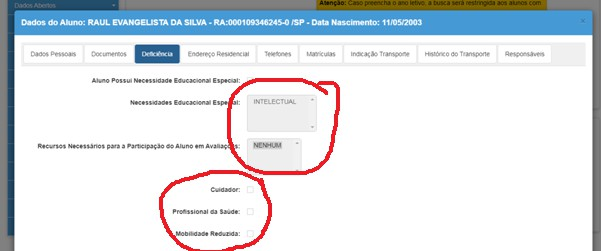 Dados Abertos
Atenção: Caso preencha o ano letivo, a busca será restringida aos alunos com
Dados do Aluno: RAUL EVANGELISTA DA SILVA - RA:000109346245-0 /SP - Data Nascimento: 11/05/2003
Dados Pessoais Documentos Deficiência Endereço Residencial Telefones Matrículas Indicação Transporte Histórico do Transporte Responsáveis
Aluno Possui Necessidade Educacional Especial:
Necessidades Educacional Especial: INTELECTUAL
Recursos Necessários para a Participação do Aluno em Avaliações: NENHUM
Cuidador:
Profissional da Saúde:
Mobilidade Reduzida: